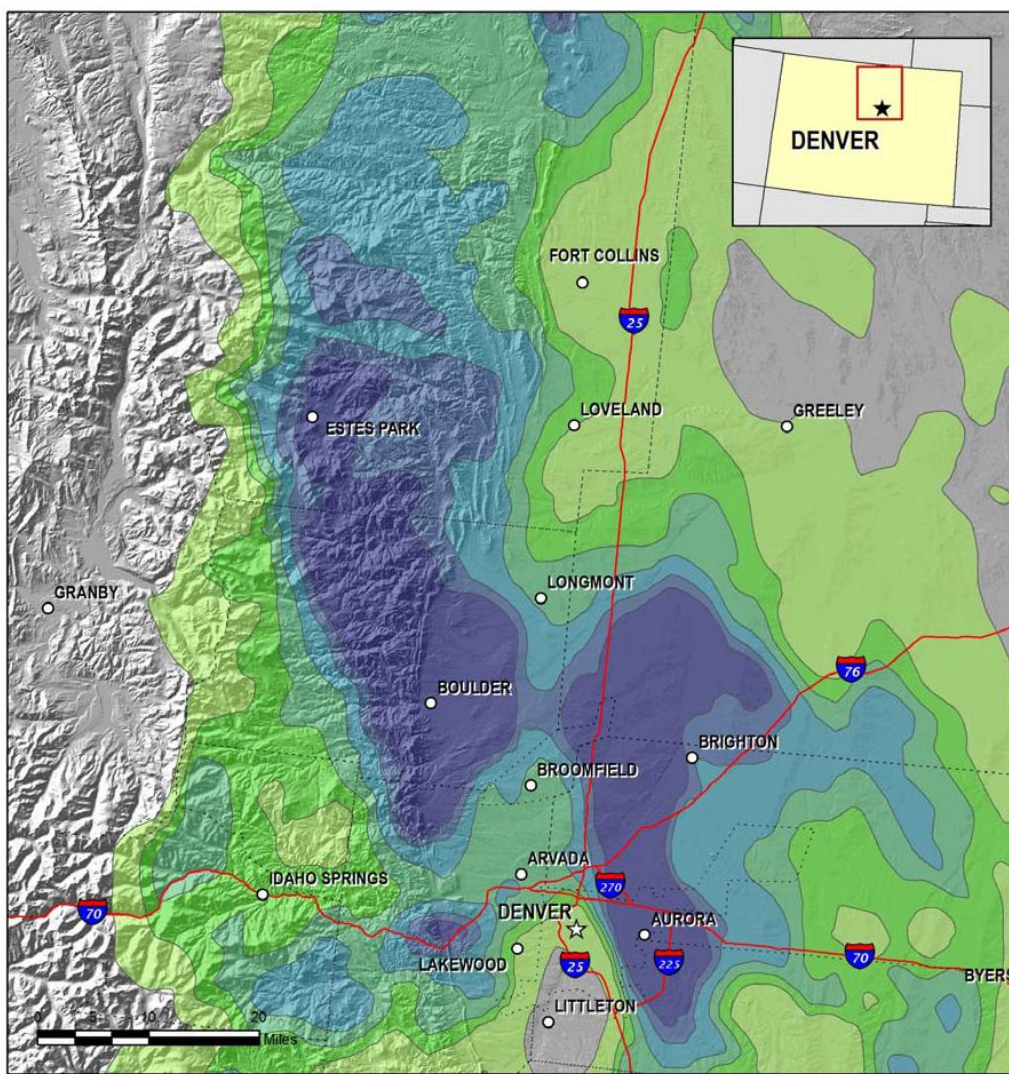 DENVER
FORT COLLINS
25
LOVELAND
GREELEY
ESTES PARK
LONGMONT
GRANBY
76
BOULDER
BRIGHTON
BROOMFIELD
ARVADA
IDAHO SPRINGS
270
70
DENVER
AURORA
LAKEWOOD
25
225
70
BYERS
LITTLETON
0 5 10 20
Miles